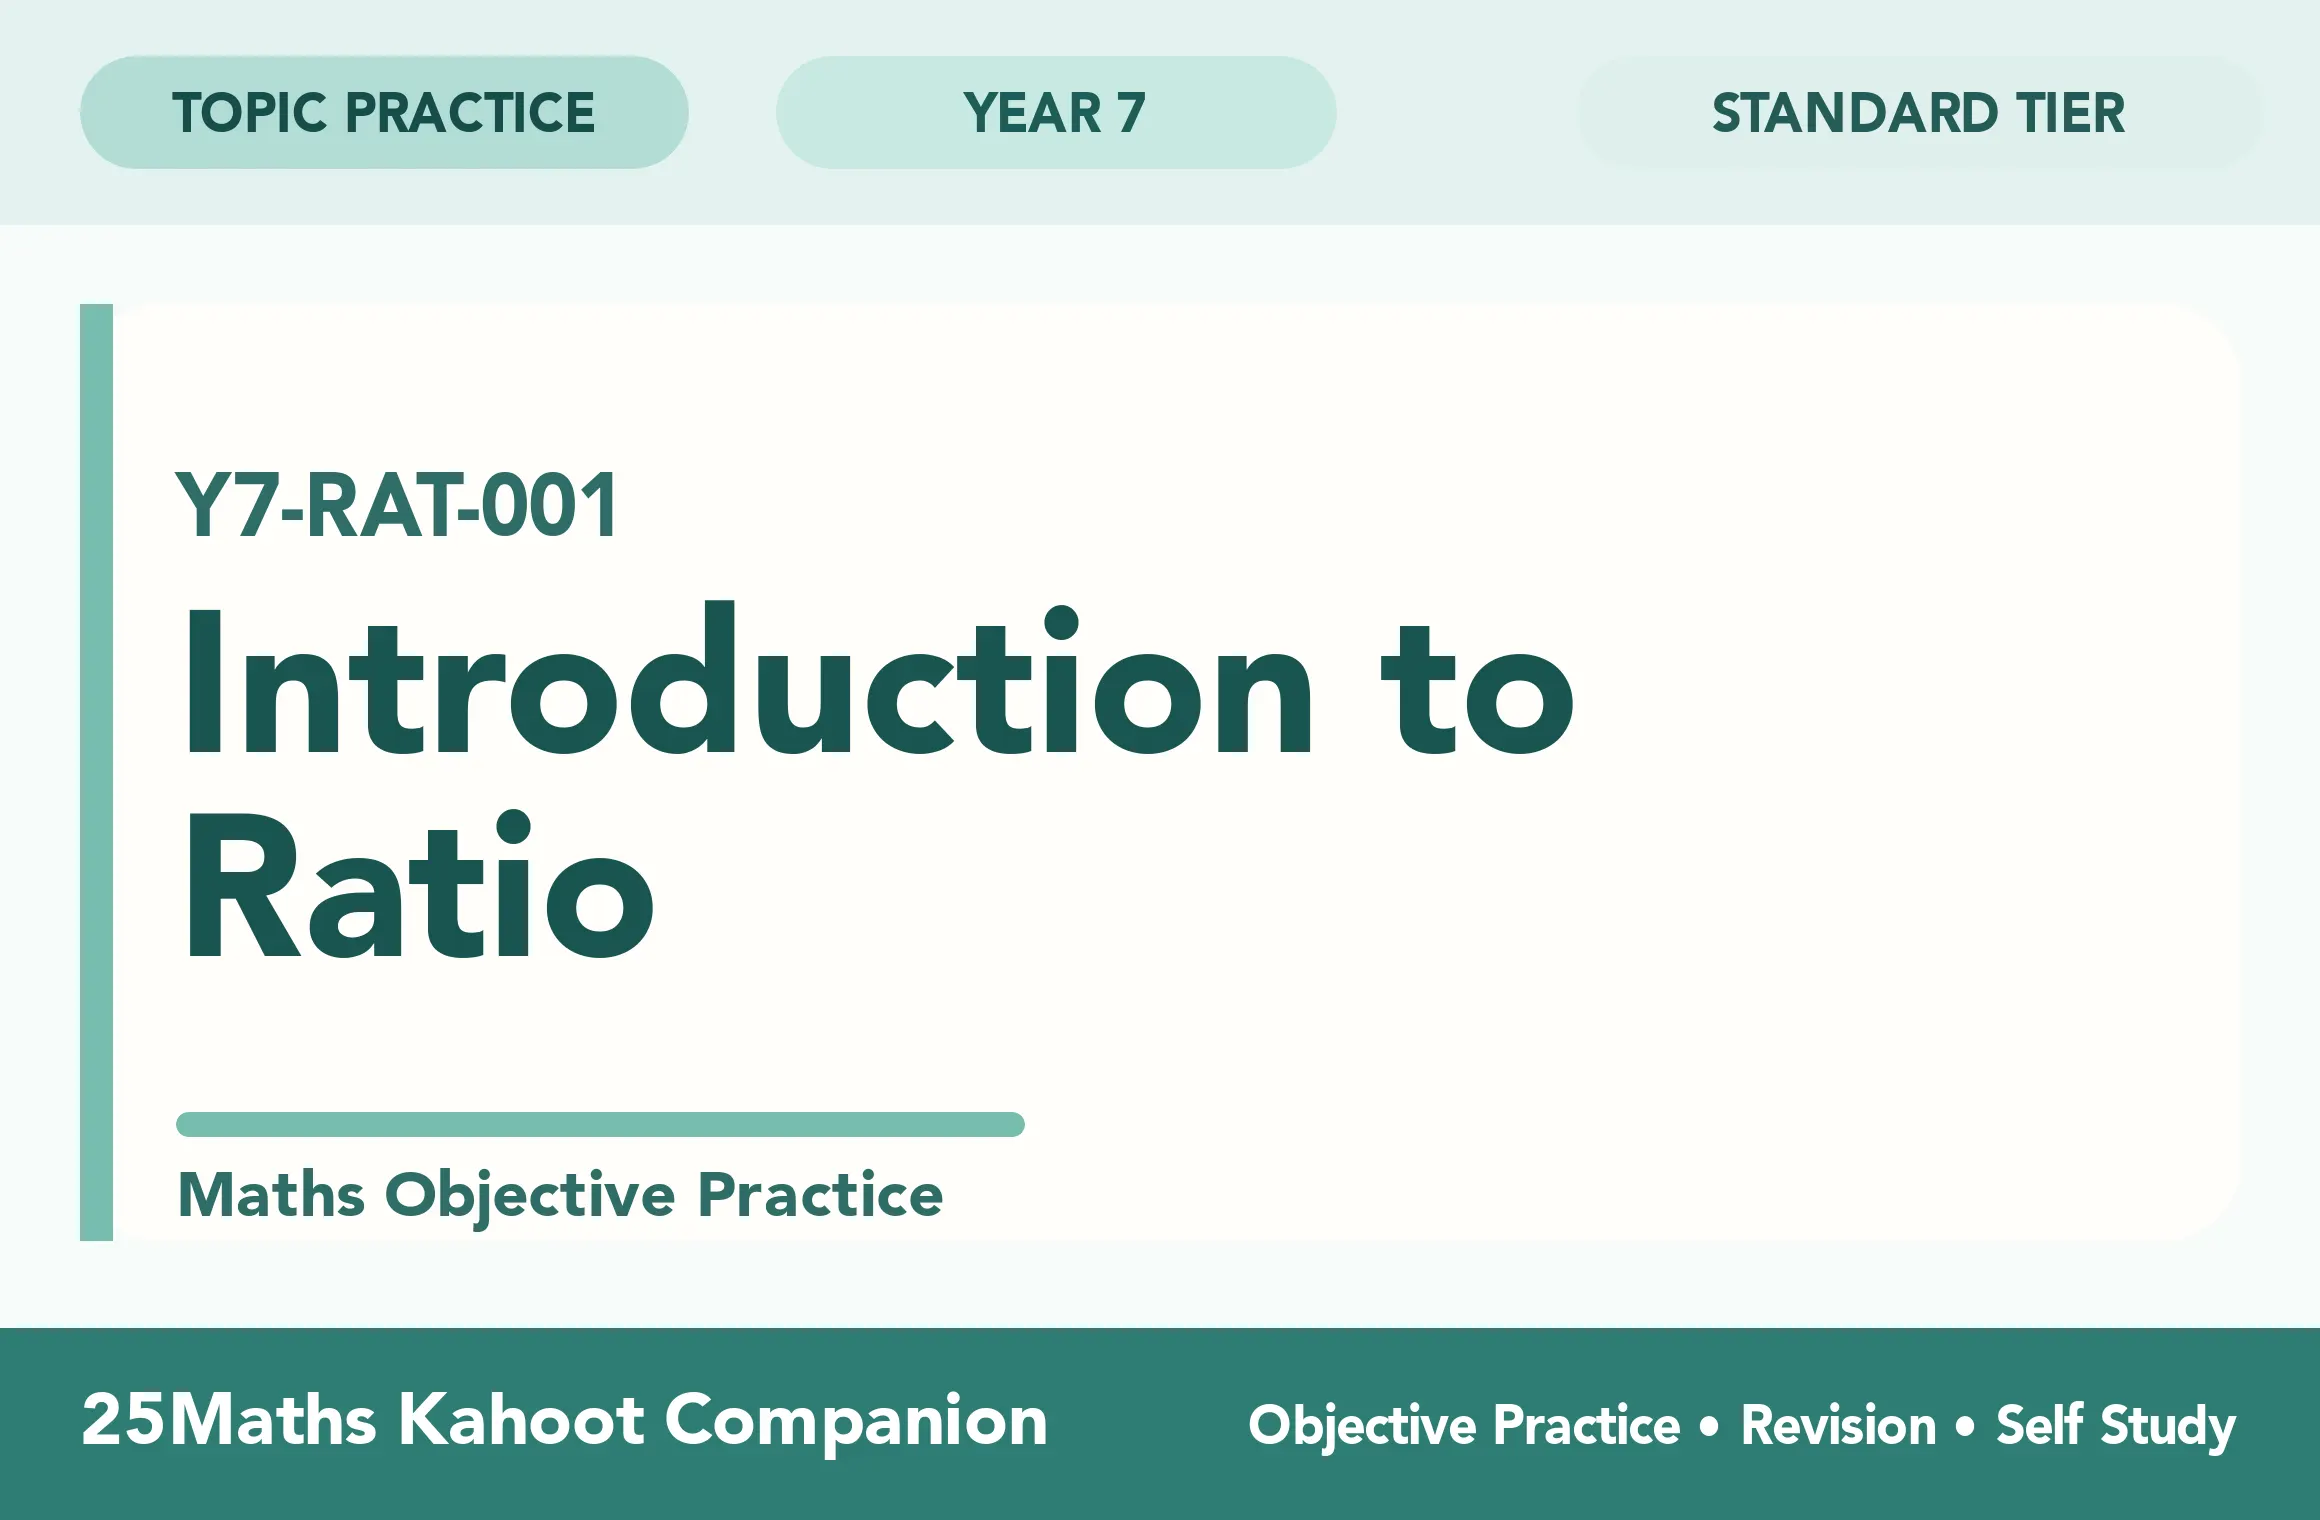 TOPIC PRACTICE
YEAR 7
STANDARD TIER
Y7-RAT-001
Introduction to
Ratio
Maths Objective Practice
25Maths Kahoot Companion
Objective Practice • Revision • Self Study